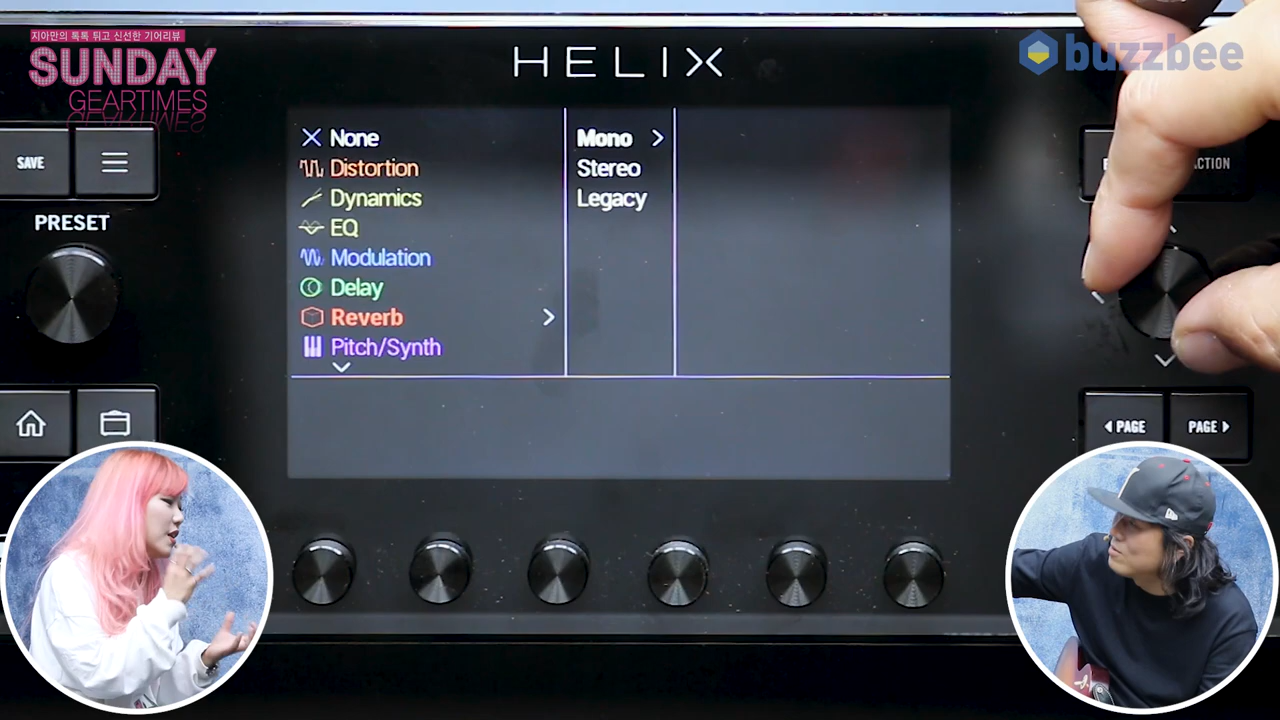 지아만의 톡톡 튀고 신선한 기어리뷰
SUNDAY
GEARTIMES
buzzbee
HELIX
SAVE
PRESET
None
Distortion
Dynamics
EQ
Modulation
Delay
Reverb
Pitch/Synth
Mono
Stereo
Legacy
PAGE
PAGE